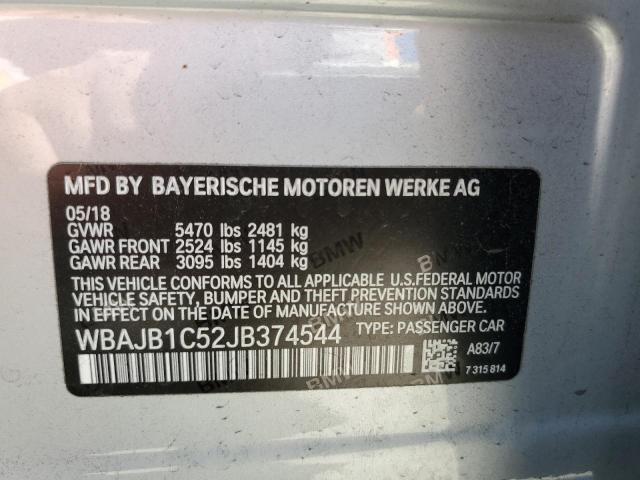 MFD BY BAYERISCHE MOTOREN WERKE AG
05/18
GVWR 5470 lbs 2481 kg
GAWR FRONT 2524 lbs 1145 kg
GAWR REAR 3095 lbs 1404 kg
THIS VEHICLE CONFORMS TO ALL APPLICABLE U.S.FEDERAL MOTOR
VEHICLE SAFETY, BUMPER AND THEFT PREVENTION STANDARDS
IN EFFECT ON THE DATE OF MANUFACTURE SHOWN ABOVE.
WBAJB1C52JB374544 TYPE: PASSENGER CAR
A83/7
7 315 814